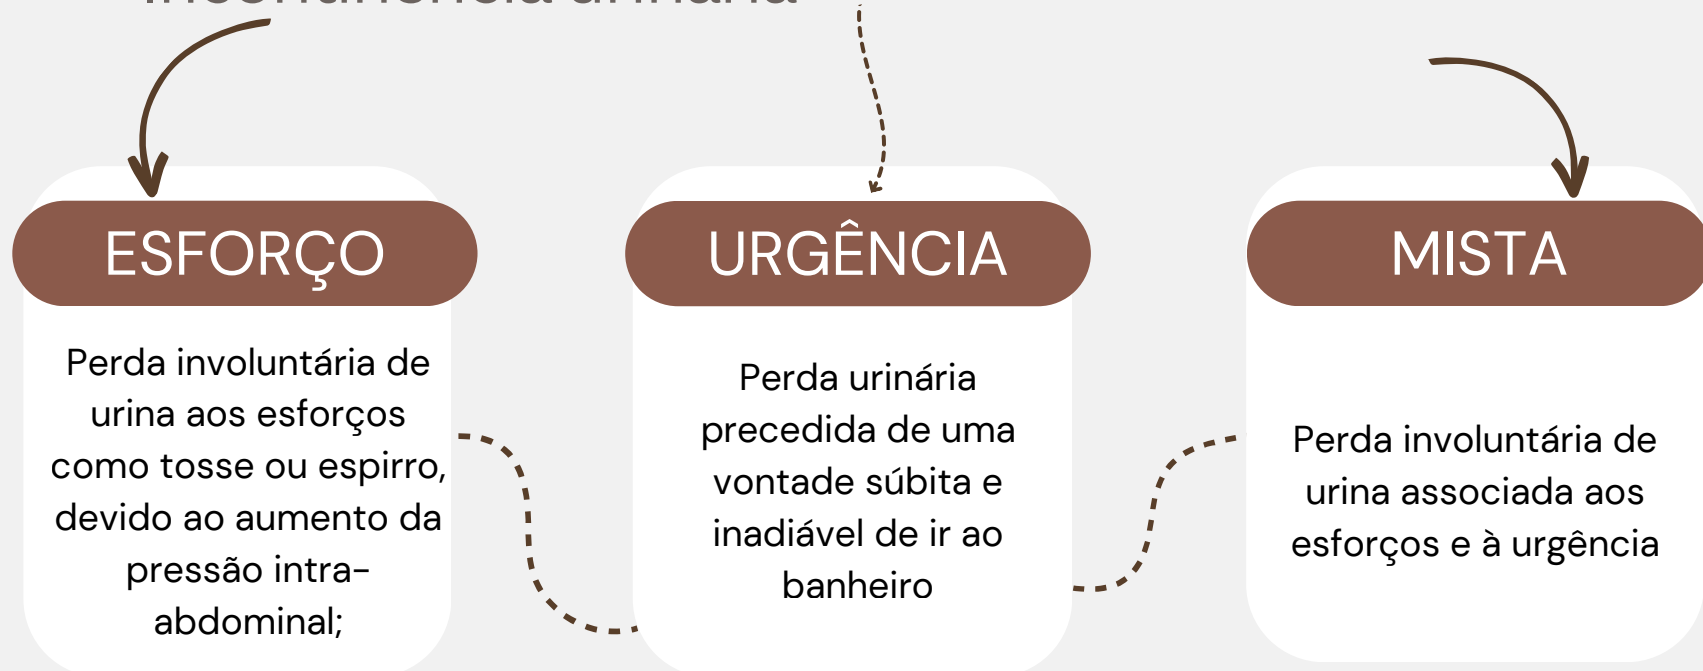 Incontinência urinária
ESFORÇO
Perda involuntária de
urina aos esforços
como tosse ou espirro,
devido ao aumento da
pressão intra-
abdominal;
URGÊNCIA
Perda urinária
precedida de uma
vontade súbita e
inadiável de ir ao
banheiro
MISTA
Perda involuntária de
urina associada aos
esforços e à urgência